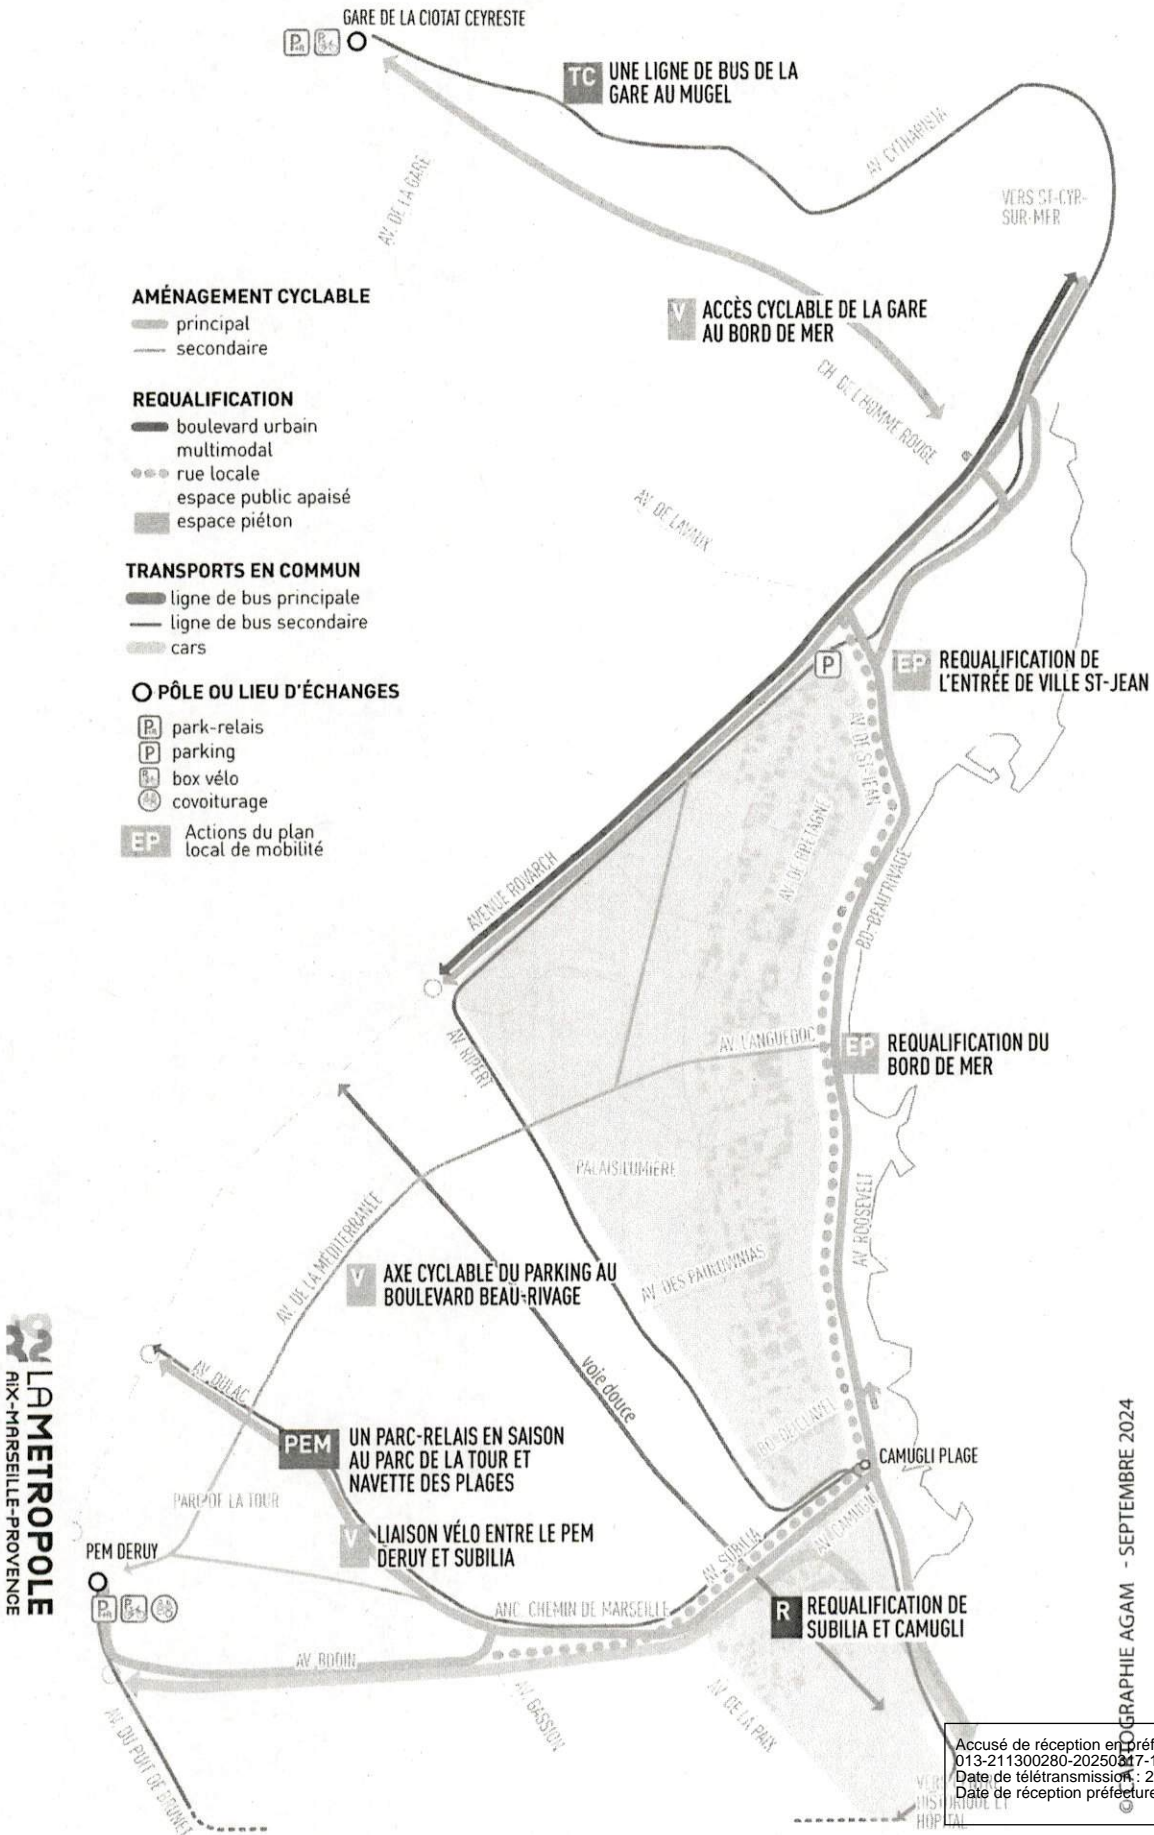 GARE DE LA CIOTAT CEYRESTE
TC UNE LIGNE DE BUS DE LA
GARE AU MUGEL
AV CYTHARISTA
AV. DE LA GARE
VERS ST-CYR-
SUR-MER
AMÉNAGEMENT CYCLABLE
principal
secondaire
V ACCÈS CYCLABLE DE LA GARE
AU BORD DE MER
CH. DE L'HOMME ROUGE
REQUALIFICATION
boulevard urbain
multimodal
rue locale
espace public apaisé
espace piéton
AV. DE LAVAUX
TRANSPORTS EN COMMUN
ligne de bus principale
ligne de bus secondaire
cars
PÔLE OU LIEU D'ÉCHANGES
park-relais
P parking
box vélo
covoiturage
EP Actions du plan
local de mobilité
P
EP REQUALIFICATION DE
L'ENTRÉE DE VILLE ST-JEAN
AV. DE ST-JEAN
AV. DE BRETAGNE
BD-BEAU RIVAGE
AVENUE ROVARCH
AV. RIPERT
AV. LANGUEDOC
EP REQUALIFICATION DU
BORD DE MER
PALAIS LUMIÈRE
AV. ROOSEVELT
AV. DE LA MÉDITERRANÉE
V AXE CYCLABLE DU PARKING AU
BOULEVARD BEAU-RIVAGE
AV. DES PAULOWNIAS
AV. DULAC
voie douce
PEM UN PARC-RELAIS EN SAISON
AU PARC DE LA TOUR ET
NAVETTE DES PLAGES
CAMUGLI PLAGE
PARC DE LA TOUR
V LIAISON VÉLO ENTRE LE PEM
DERUY ET SUBILIA
PEM DERUY
AV. SUBILIA
AV. CAMUGLI
ANC. CHEMIN DE MARSEILLE
R REQUALIFICATION DE
SUBILIA ET CAMUGLI
AV. BODIN
AV. GASSION
AV. DE LA PAIX
AV. DU PUIT DE BRUNET
VERS CENTRE
HISTORIQUE ET
HÔPITAL
LA METROPOLE
AIX-MARSEILLE-PROVENCE
© CARTOGRAPHIE AGAM - SEPTEMBRE 2024
Accusé de réception en préf
013-211300280-20250317-1
Date de télétransmission : 2
Date de réception préfecture